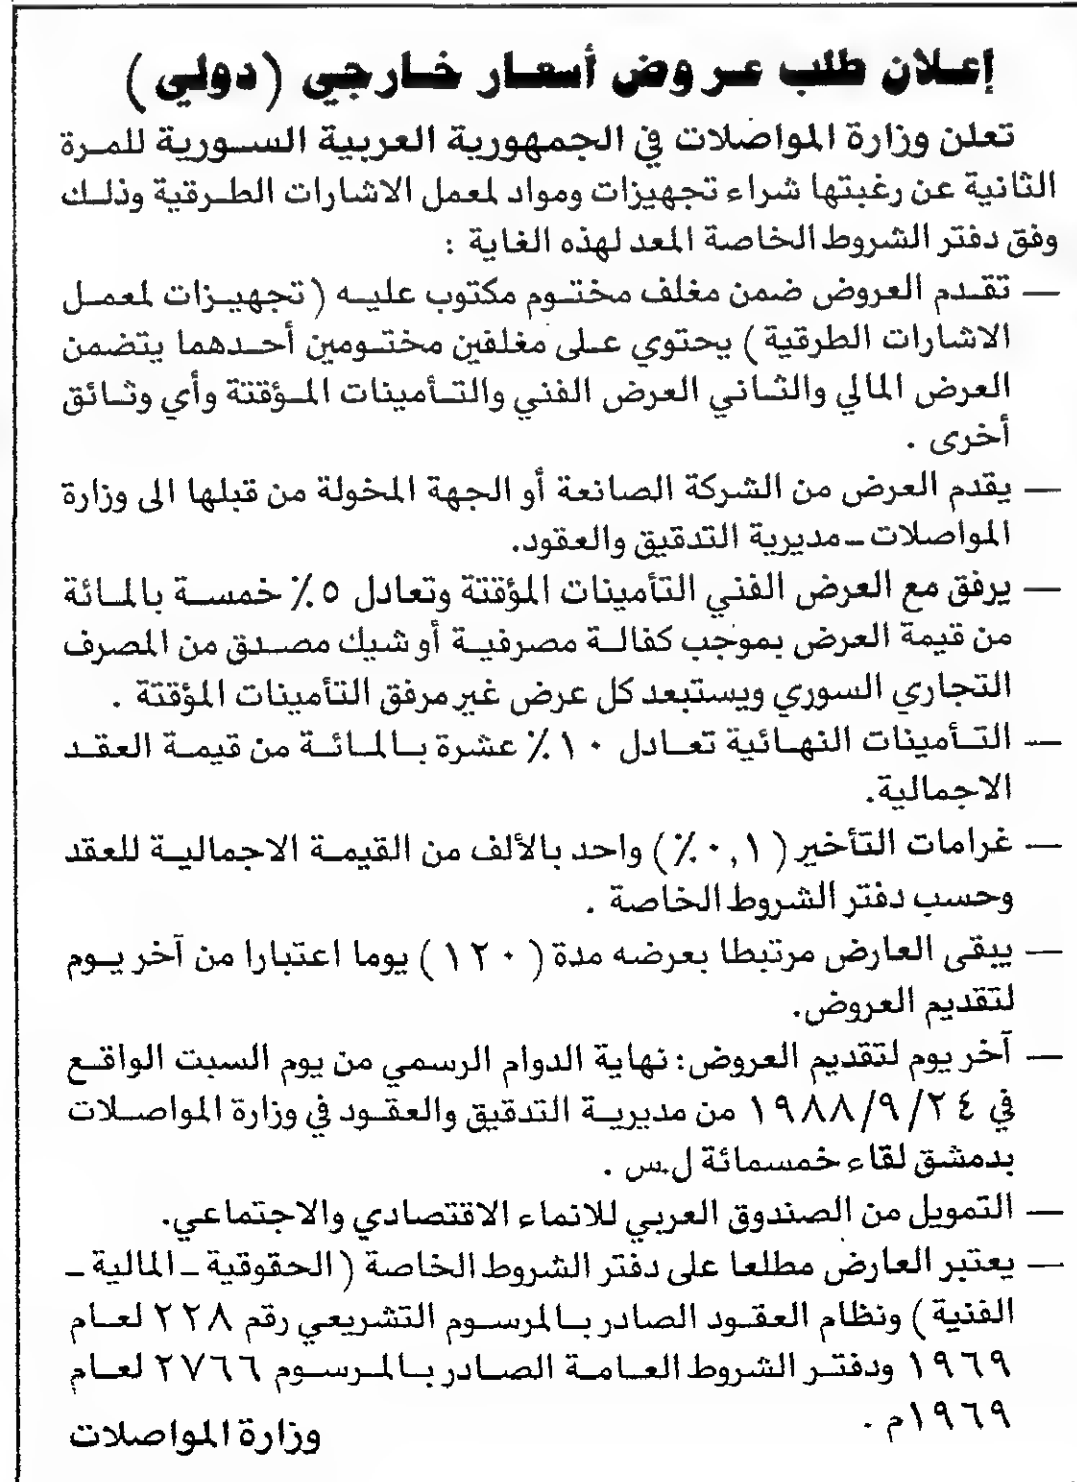 إعلان طلب عروض أسعار خارجي (دولي)
تعلن وزارة المواصلات في الجمهورية العربية السورية للمرة
الثانية عن رغبتها شراء تجهيزات ومواد لمعمل الاشارات الطرقية وذلك
وفق دفتر الشروط الخاصة المعد لهذه الغاية :
— تقدم العروض ضمن مغلف مختوم مكتوب عليه (تجهيزات لمعمل
الاشارات الطرقية) يحتوي على مغلفين مختومين أحدهما يتضمن
العرض المالي والثاني العرض الفني والتأمينات المؤقتة وأي وثائق
أخرى .
— يقدم العرض من الشركة الصانعة أو الجهة المخولة من قبلها الى وزارة
المواصلات ـ مديرية التدقيق والعقود.
— يرفق مع العرض الفني التأمينات المؤقتة وتعادل ٥٪ خمسة بالمائة
من قيمة العرض بموجب كفالة مصرفية أو شيك مصدق من المصرف
التجاري السوري ويستبعد كل عرض غير مرفق التأمينات المؤقتة .
— التأمينات النهائية تعادل ١٠٪ عشرة بالمائة من قيمة العقد
الاجمالية.
— غرامات التأخير (٠,١٪) واحد بالألف من القيمة الاجمالية للعقد
وحسب دفتر الشروط الخاصة .
— يبقى العارض مرتبطا بعرضه مدة (١٢٠) يوما اعتبارا من آخر يوم
لتقديم العروض.
— آخر يوم لتقديم العروض: نهاية الدوام الرسمي من يوم السبت الواقع
في ١٩٨٨/٩/٢٤ من مديرية التدقيق والعقود في وزارة المواصلات
بدمشق لقاء خمسمائة ل.س .
— التمويل من الصندوق العربي للانماء الاقتصادي والاجتماعي.
— يعتبر العارض مطلعا على دفتر الشروط الخاصة (الحقوقية ـ المالية ـ
الفنية) ونظام العقود الصادر بالمرسوم التشريعي رقم ٢٢٨ لعام
١٩٦٩ ودفتر الشروط العامة الصادر بالمرسوم ٢٧٦٦ لعام
١٩٦٩م .
وزارة المواصلات